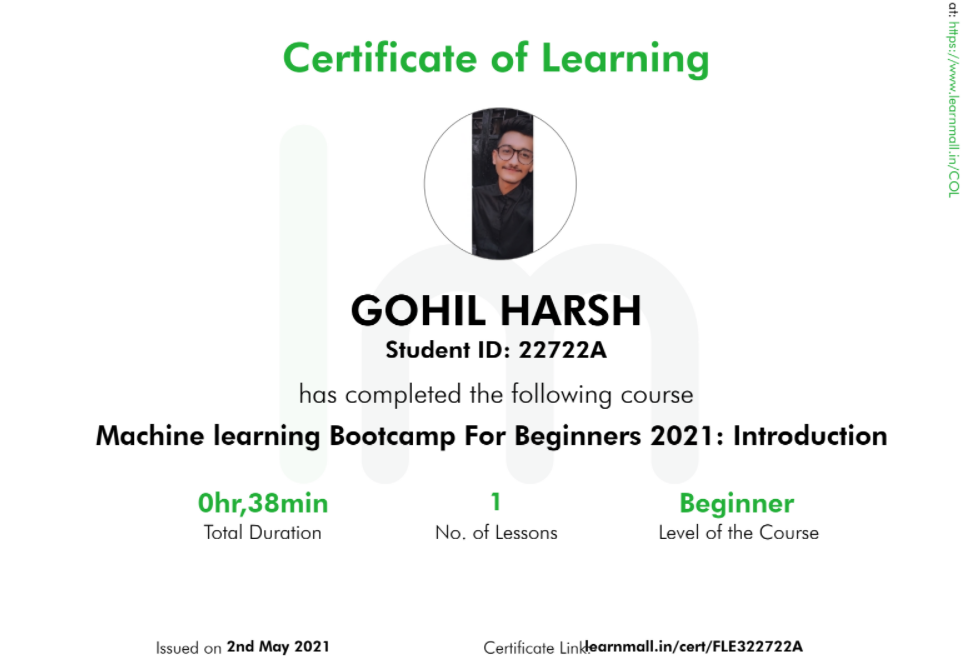 Certificate of Learning
at: https://www.learnmall.in/COL
lm
GOHIL HARSH
Student ID: 22722A
has completed the following course
Machine learning Bootcamp For Beginners 2021: Introduction
0hr,38min 1 Beginner
Total Duration No. of Lessons Level of the Course
Issued on 2nd May 2021 Certificate Link: learnmall.in/cert/FLE322722A